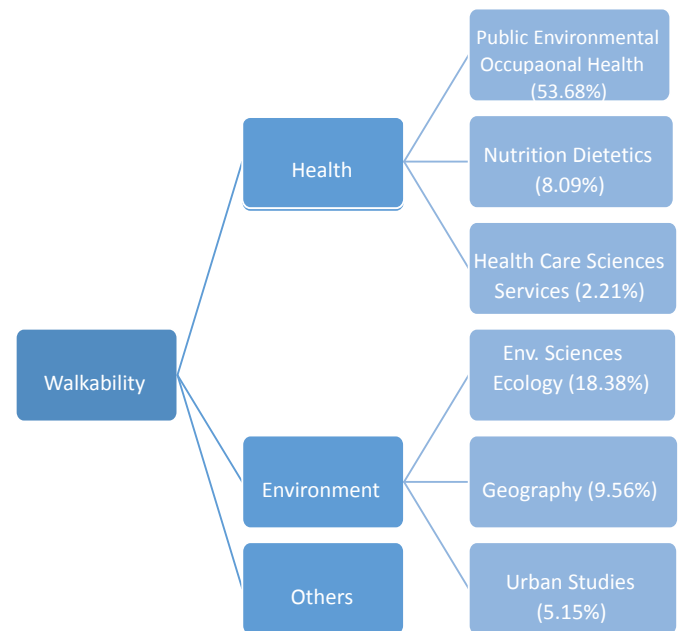 Public Environmental
Occupaonal Health
(53.68%)
Health
Nutrition Dietetics
(8.09%)
Health Care Sciences
Services (2.21%)
Walkability
Env. Sciences
Ecology (18.38%)
Environment
Geography (9.56%)
Others
Urban Studies
(5.15%)